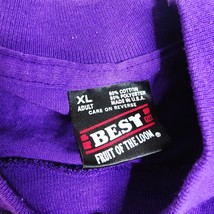 XL
ADULT
50% COTTON
50% POLYESTER
MADE IN U.S.A.
CARE ON REVERSE
BEST
FRUIT OF THE LOOM®